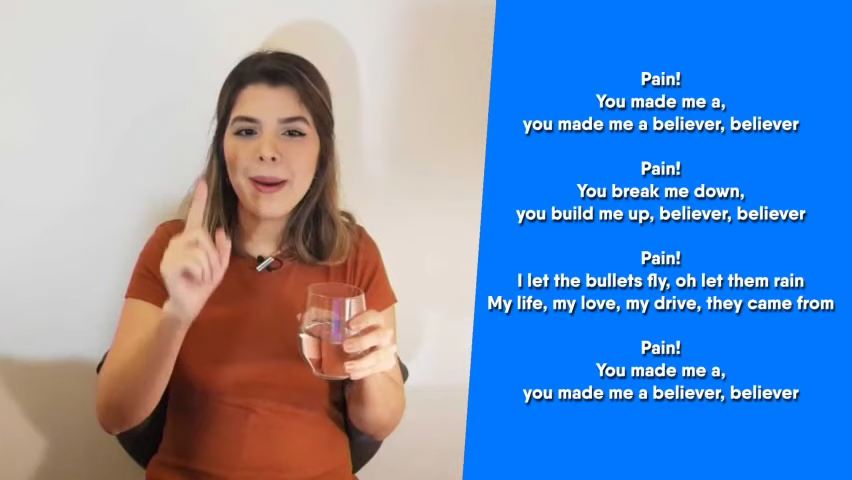 Pain!
You made me a,
you made me a believer, believer
Pain!
You break me down,
you build me up, believer, believer
Pain!
I let the bullets fly, oh let them rain
My life, my love, my drive, they came from
Pain!
You made me a,
you made me a believer, believer